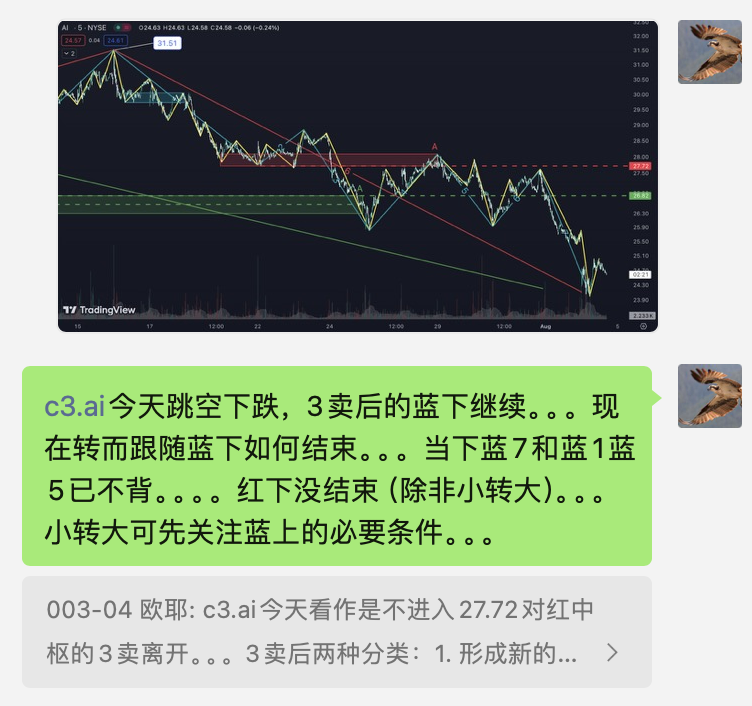 AI · 5 · NYSE O24.63 H24.63 L24.58 C24.58 −0.06 (−0.24%)
24.57 0.04 24.61
2
31.51
32.00
31.50
31.00
30.50
30.00
29.50
29.00
28.50
28.00
A
27.72
27.50
A
26.82
26.30
25.90
25.50
25.10
02:21
24.30
23.90
2.233K
TradingView
15 17 12:00 22 24 12:00 29 12:00 Aug 5
c3.ai今天跳空下跌，3卖后的蓝下继续。。。现
在转而跟随蓝下如何结束。。。当下蓝7和蓝1蓝
5已不背。。。。红下没结束（除非小转大）。。。
小转大可先关注蓝上的必要条件。。。
003-04 欧耶: c3.ai今天看作是不进入27.72对红中
枢的3卖离开。。。3卖后两种分类：1. 形成新的...